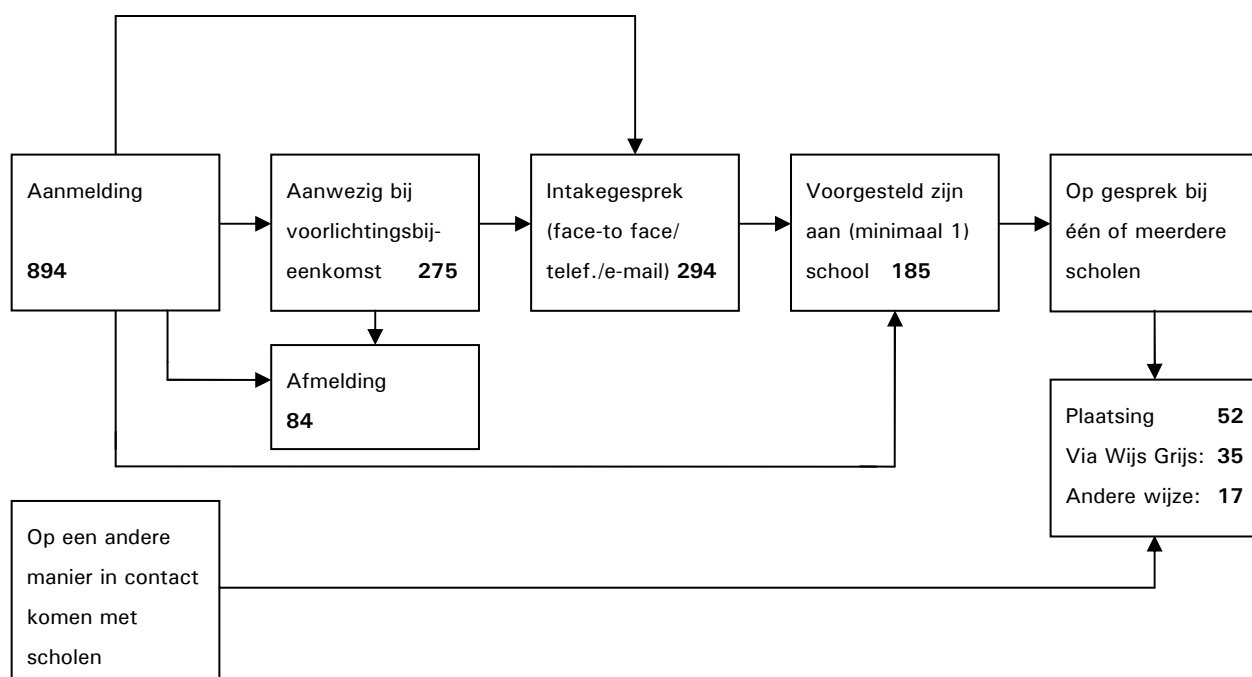 Aanmelding
894
Aanwezig bij
voorlichtingsbij-
eenkomst 275
Intakegesprek
(face-to face/
telef./e-mail) 294
Voorgesteld zijn
aan (minimaal 1)
school 185
Op gesprek bij
één of meerdere
scholen
Afmelding
84
Plaatsing 52
Via Wijs Grijs: 35
Andere wijze: 17
Op een andere
manier in contact
komen met
scholen